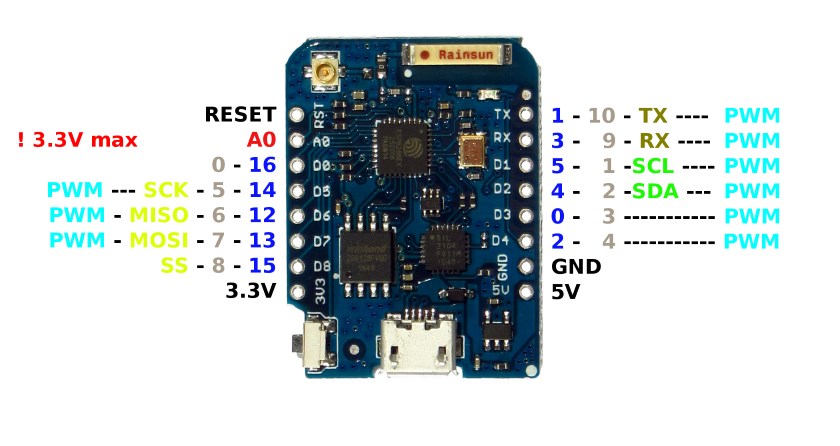 Rainsun
RESET RST TX 1 - 10 - TX ---- PWM
! 3.3V max A0 A0 RX 3 - 9 - RX ---- PWM
0 - 16 D0 D1 5 - 1 -SCL ---- PWM
PWM --- SCK - 5 - 14 D5 D2 4 - 2 -SDA ---- PWM
PWM - MISO - 6 - 12 D6 D3 0 - 3 ----------- PWM
PWM - MOSI - 7 - 13 D7 D4 2 - 4 ----------- PWM
SS - 8 - 15 D8 GND GND
3.3V 3V3 5V 5V